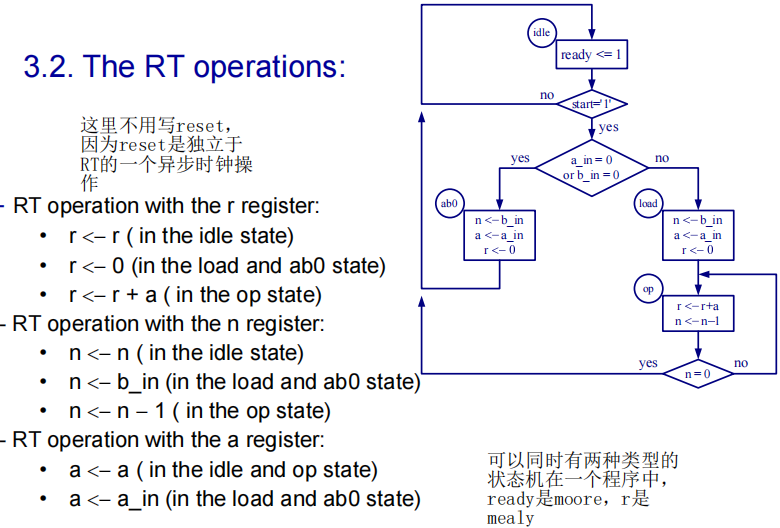 3.2. The RT operations:
这里不用写reset，
因为reset是独立于
RT的一个异步时钟操
作
- RT operation with the r register:
• r <– r ( in the idle state)
• r <– 0 (in the load and ab0 state)
• r <– r + a ( in the op state)
- RT operation with the n register:
• n <– n ( in the idle state)
• n <– b_in (in the load and ab0 state)
• n <– n – 1 ( in the op state)
- RT operation with the a register:
• a <– a ( in the idle and op state)
• a <– a_in (in the load and ab0 state)
idle
ready <= 1
no
start='1'
yes
yes
a_in = 0
or b_in = 0
no
ab0
n <– b_in
a <– a_in
r <– 0
load
n <– b_in
a <– a_in
r <– 0
op
r <– r+a
n <– n–1
yes
n = 0
no
可以同时有两种类型的
状态机在一个程序中，
ready是moore，r是
mealy